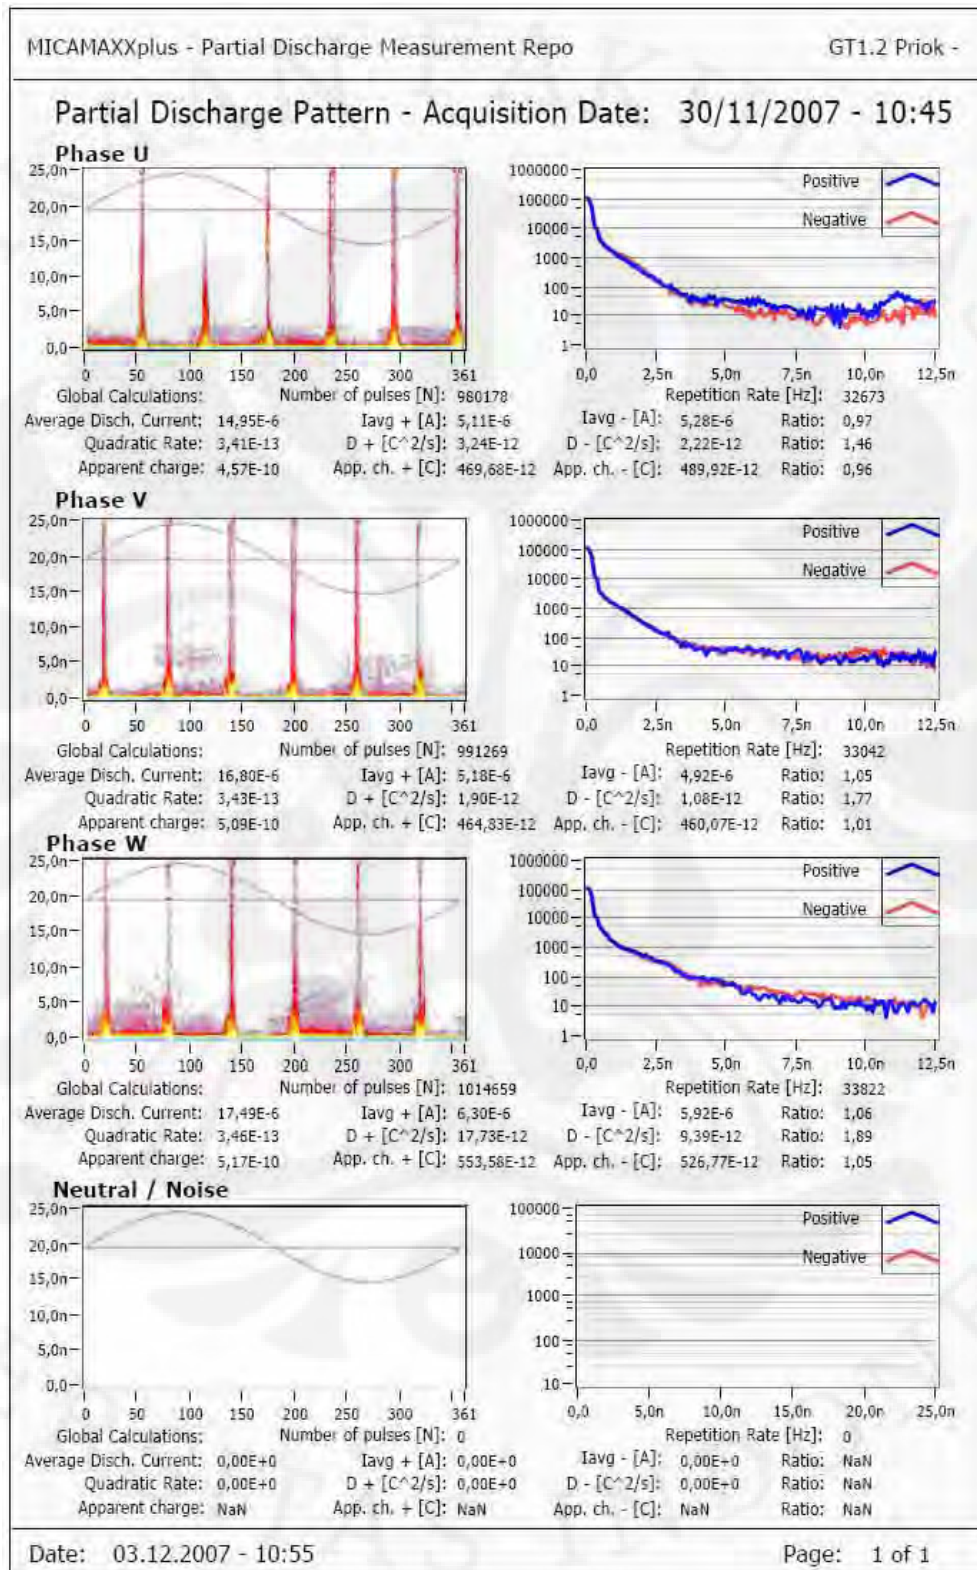 MICAMAXXplus - Partial Discharge Measurement Repo GT1.2 Priok -
Partial Discharge Pattern - Acquisition Date: 30/11/2007 - 10:45
Phase U
25,0n
20,0n
15,0n
10,0n
5,0n
0,0
0 50 100 150 200 250 300 361
1000000
100000
10000
1000
100
10
1
Positive
Negative
0,0 2,5n 5,0n 7,5n 10,0n 12,5n
Global Calculations: Number of pulses [N]: 980178 Repetition Rate [Hz]: 32673
Average Disch. Current: 14,95E-6 Iavg + [A]: 5,11E-6 Iavg - [A]: 5,28E-6 Ratio: 0,97
Quadratic Rate: 3,41E-13 D + [C^2/s]: 3,24E-12 D - [C^2/s]: 2,22E-12 Ratio: 1,46
Apparent charge: 4,57E-10 App. ch. + [C]: 469,68E-12 App. ch. - [C]: 489,92E-12 Ratio: 0,96
Phase V
25,0n
20,0n
15,0n
10,0n
5,0n
0,0
0 50 100 150 200 250 300 361
1000000
100000
10000
1000
100
10
1
Positive
Negative
0,0 2,5n 5,0n 7,5n 10,0n 12,5n
Global Calculations: Number of pulses [N]: 991269 Repetition Rate [Hz]: 33042
Average Disch. Current: 16,80E-6 Iavg + [A]: 5,18E-6 Iavg - [A]: 4,92E-6 Ratio: 1,05
Quadratic Rate: 3,43E-13 D + [C^2/s]: 1,90E-12 D - [C^2/s]: 1,08E-12 Ratio: 1,77
Apparent charge: 5,09E-10 App. ch. + [C]: 464,83E-12 App. ch. - [C]: 460,07E-12 Ratio: 1,01
Phase W
25,0n
20,0n
15,0n
10,0n
5,0n
0,0
0 50 100 150 200 250 300 361
1000000
100000
10000
1000
100
10
1
Positive
Negative
0,0 2,5n 5,0n 7,5n 10,0n 12,5n
Global Calculations: Number of pulses [N]: 1014659 Repetition Rate [Hz]: 33822
Average Disch. Current: 17,49E-6 Iavg + [A]: 6,30E-6 Iavg - [A]: 5,92E-6 Ratio: 1,06
Quadratic Rate: 3,46E-13 D + [C^2/s]: 17,73E-12 D - [C^2/s]: 9,39E-12 Ratio: 1,89
Apparent charge: 5,17E-10 App. ch. + [C]: 553,58E-12 App. ch. - [C]: 526,77E-12 Ratio: 1,05
Neutral / Noise
25,0n
20,0n
15,0n
10,0n
5,0n
0,0
0 50 100 150 200 250 300 361
100000
10000
1000
100
10
Positive
Negative
0,0 5,0n 10,0n 15,0n 20,0n 25,0n
Global Calculations: Number of pulses [N]: 0 Repetition Rate [Hz]: 0
Average Disch. Current: 0,00E+0 Iavg + [A]: 0,00E+0 Iavg - [A]: 0,00E+0 Ratio: NaN
Quadratic Rate: 0,00E+0 D + [C^2/s]: 0,00E+0 D - [C^2/s]: 0,00E+0 Ratio: NaN
Apparent charge: NaN App. ch. + [C]: NaN App. ch. - [C]: NaN Ratio: NaN
Date: 03.12.2007 - 10:55 Page: 1 of 1